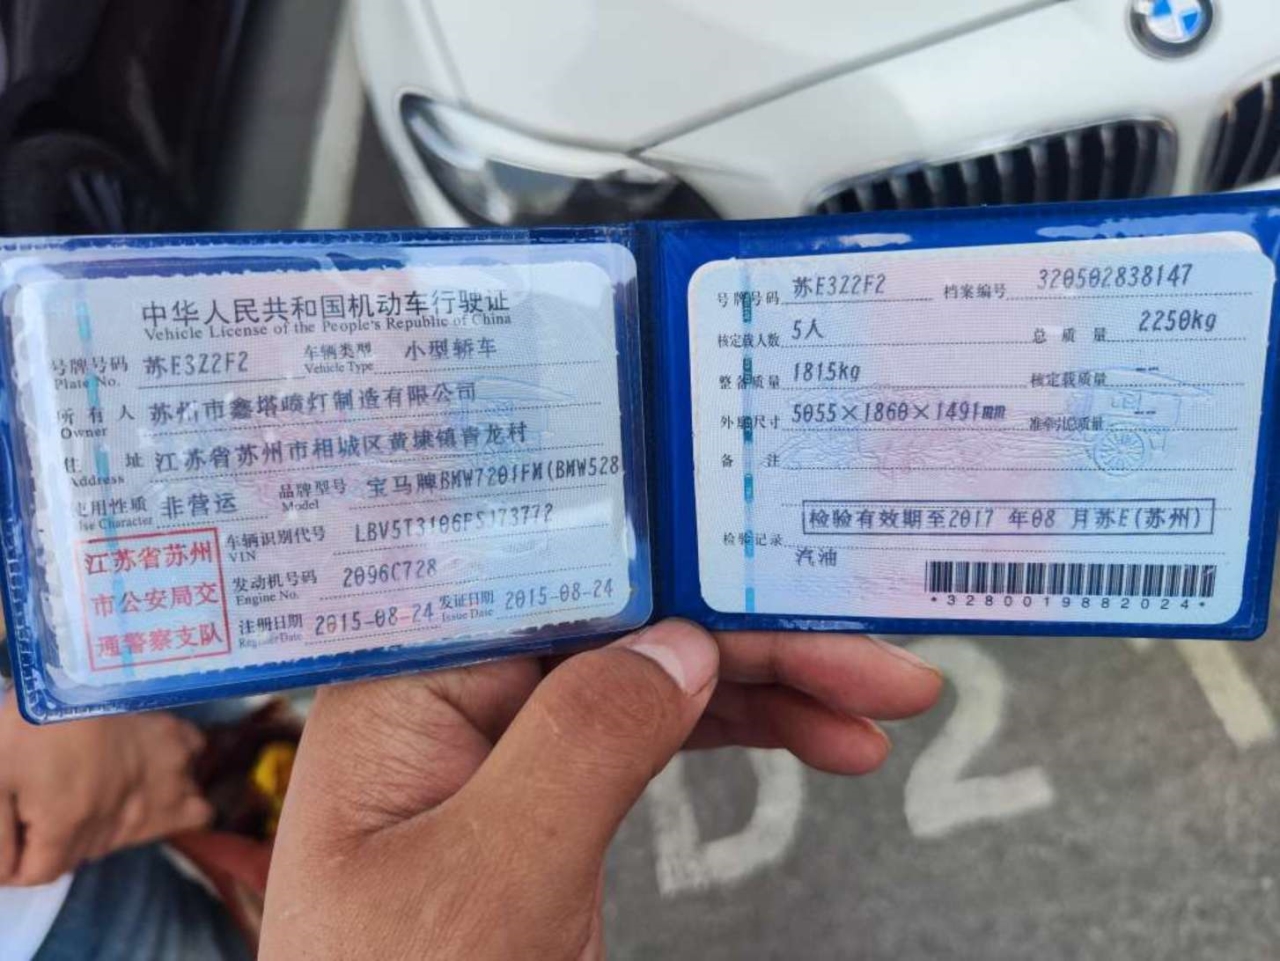 中华人民共和国机动车行驶证
Vehicle License of the People's Republic of China
号牌号码 苏E3Z2F2 车辆类型 小型轿车
Plate No. Vehicle Type
所有人 苏州市鑫塔喷灯制造有限公司
Owner
住址 江苏省苏州市相城区黄埭镇青龙村
Address
使用性质 非营运 品牌型号 宝马牌BMW7201FM(BMW528
Use Character Model
江苏省苏州
市公安局交
通警察支队
车辆识别代号
VIN
发动机号码 2096C728
Engine No.
注册日期 2015-08-24 发证日期 2015-08-24
Register Date Issue Date
号牌号码 苏E3Z2F2 档案编号 320502838147
核定载人数 5人 总质量 2250kg
整备质量 1815kg 核定载质量 --
外廓尺寸 5055×1860×1491mm 准牵引总质量 --
备注
检验有效期至2017 年08 月苏E(苏州)
检验记录
汽油
*3280019882024*
D2